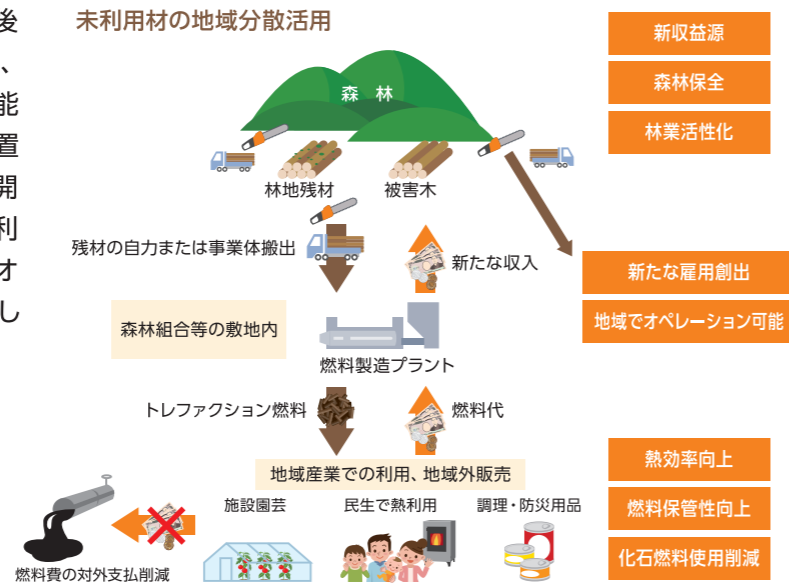 後
、
能
置
開
利
オ
し
未利用材の地域分散活用
森 林
林地残材
被害木
残材の自力または事業体搬出
新たな収入
森林組合等の敷地内
燃料製造プラント
トレファクション燃料
燃料代
地域産業での利用、地域外販売
施設園芸
民生で熱利用
調理・防災用品
燃料費の対外支払削減
新収益源
森林保全
林業活性化
新たな雇用創出
地域でオペレーション可能
熱効率向上
燃料保管性向上
化石燃料使用削減